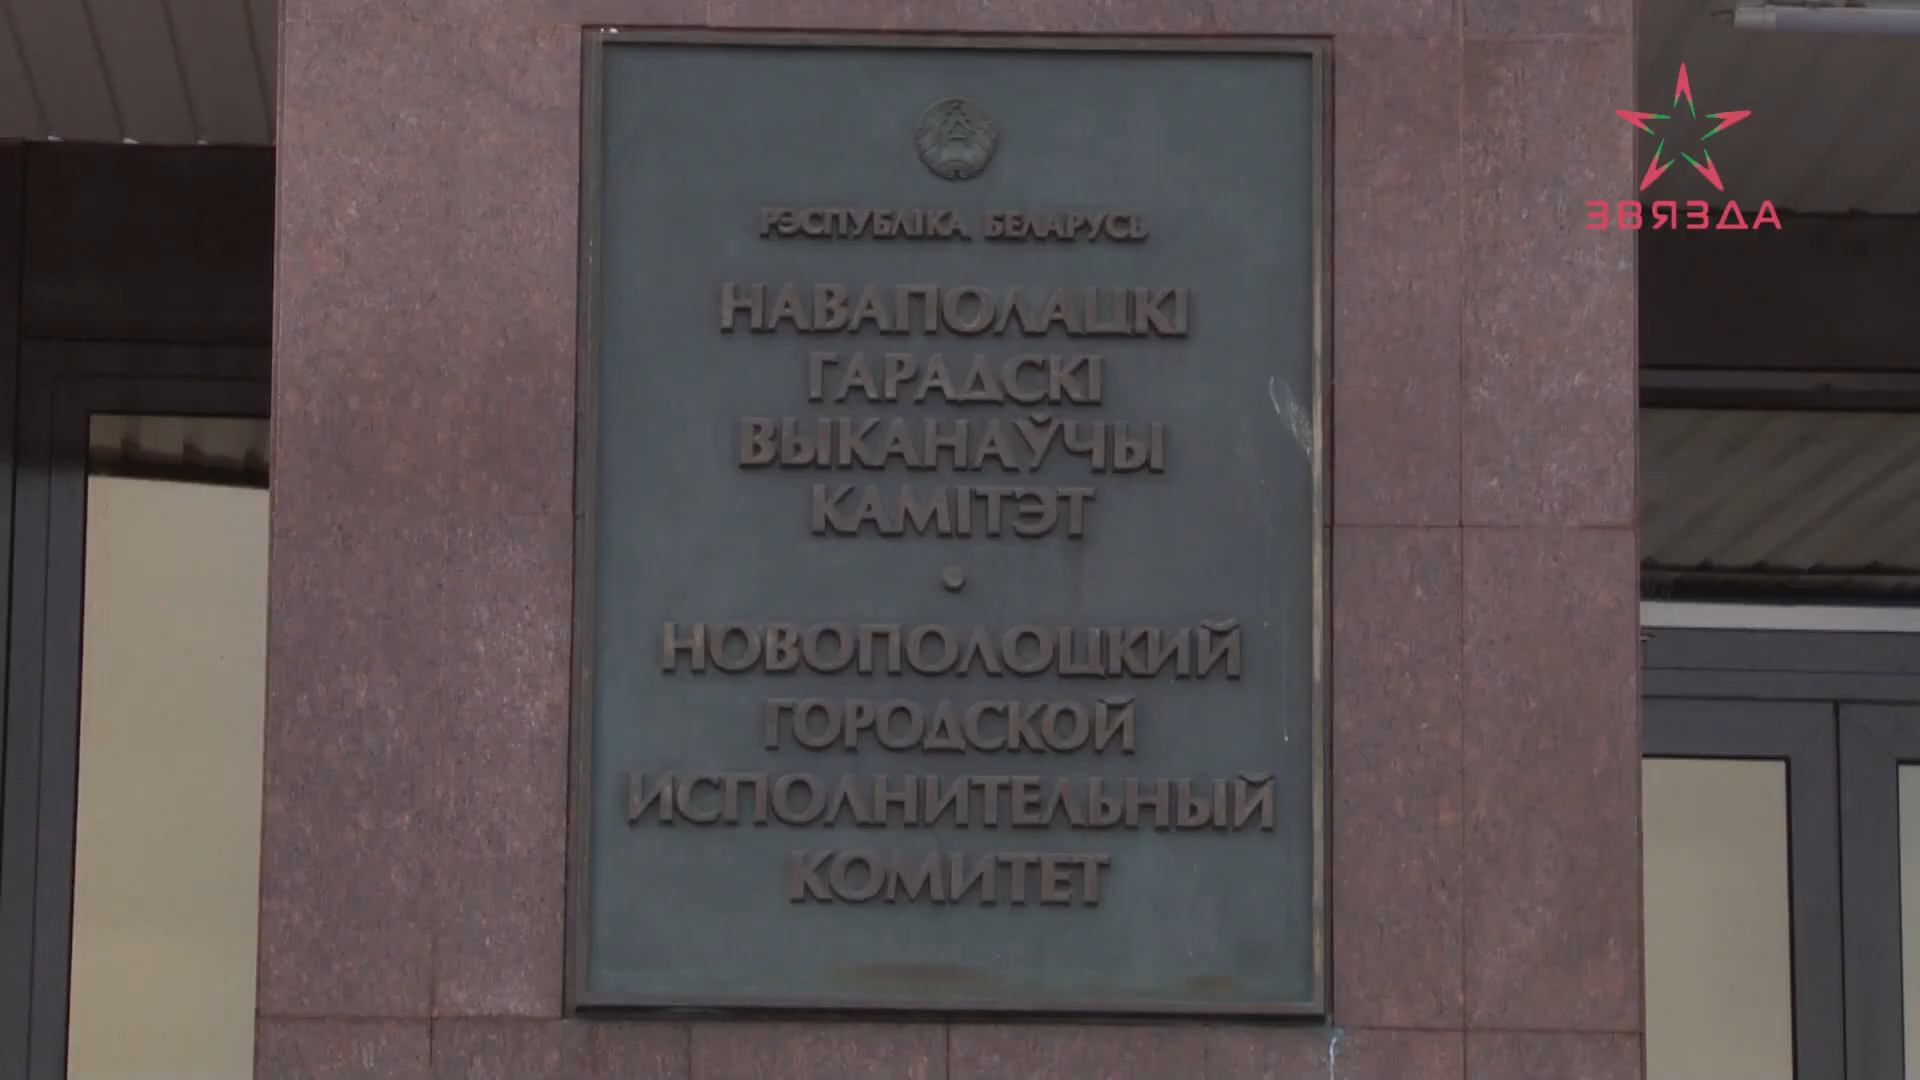 ЗВЯЗДА
РЭСПУБЛІКА БЕЛАРУСЬ
НАВАПОЛАЦКІ
ГАРАДСКІ
ВЫКАНАЎЧЫ
КАМІТЭТ
НОВОПОЛОЦКИЙ
ГОРОДСКОЙ
ИСПОЛНИТЕЛЬНЫЙ
КОМИТЕТ